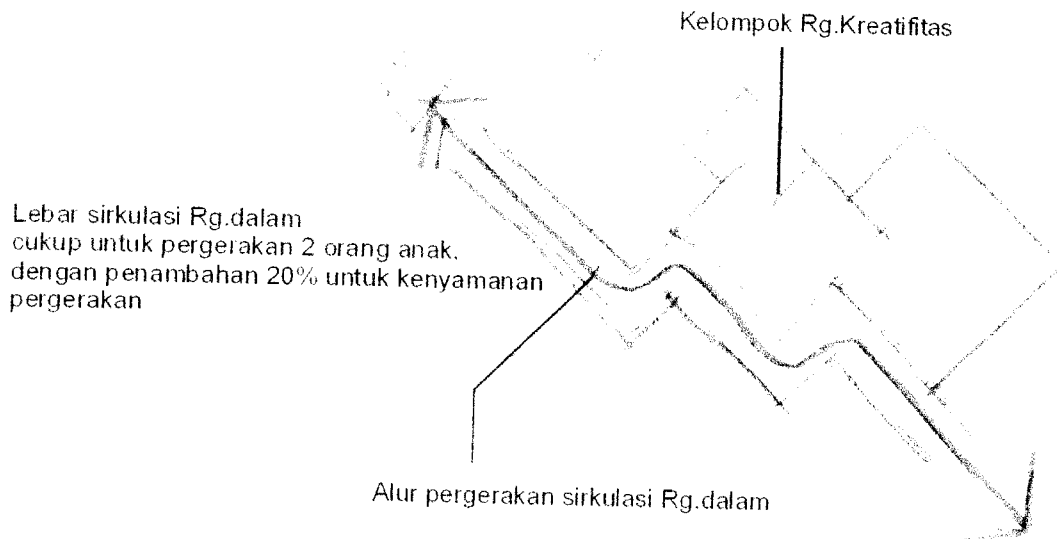 Kelompok Rg.Kreatifitas
Lebar sirkulasi Rg.dalam
cukup untuk pergerakan 2 orang anak.
dengan penambahan 20% untuk kenyamanan
pergerakan
Alur pergerakan sirkulasi Rg.dalam